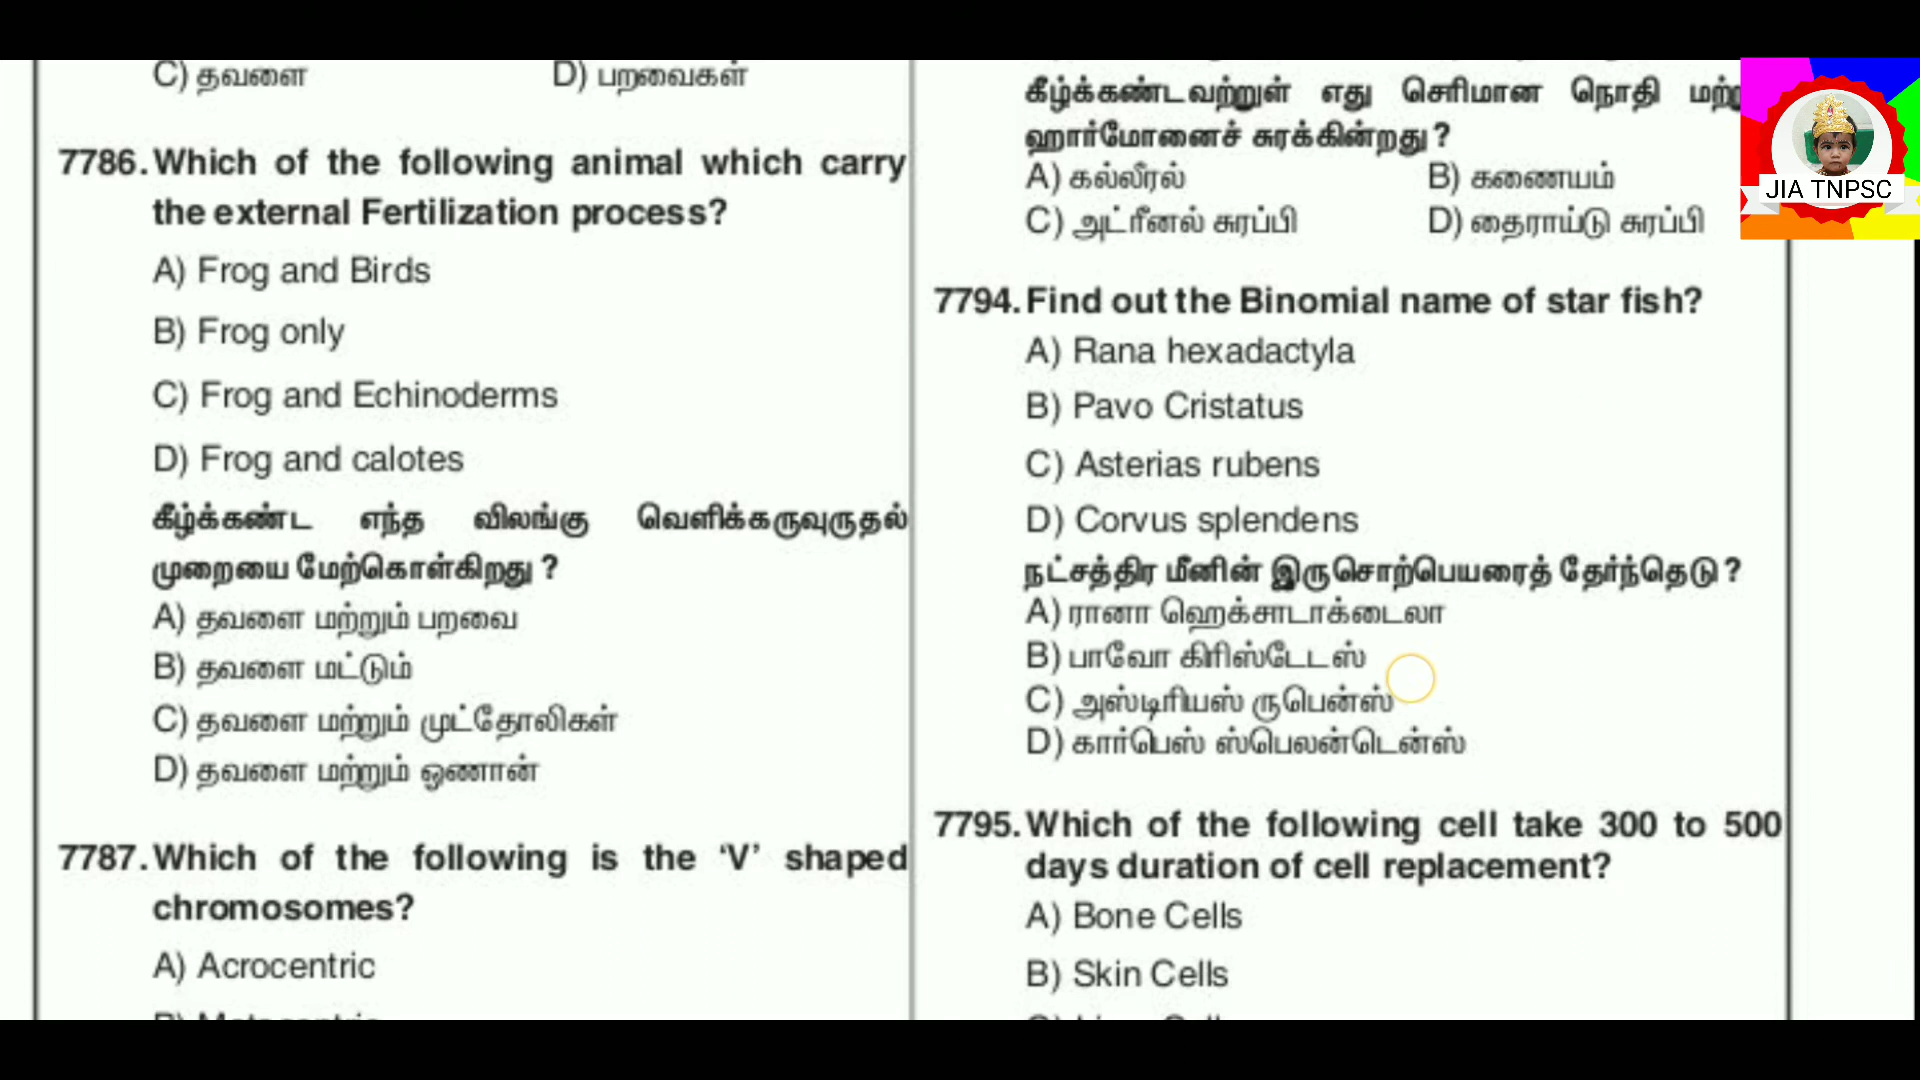 C) தவளை D) பறவைகள்
7786. Which of the following animal which carry
the external Fertilization process?
A) Frog and Birds
B) Frog only
C) Frog and Echinoderms
D) Frog and calotes
கீழ்க்கண்ட எந்த விலங்கு வெளிக்கருவுருதல்
முறையை மேற்கொள்கிறது ?
A) தவளை மற்றும் பறவை
B) தவளை மட்டும்
C) தவளை மற்றும் முட்தோலிகள்
D) தவளை மற்றும் ஓணான்
7787. Which of the following is the ‘V’ shaped
chromosomes?
A) Acrocentric
கீழ்க்கண்டவற்றுள் எது செரிமான நொதி
ஹார்மோனைச் சுரக்கின்றது ?
A) கல்லீரல் B) கணையம்
C) அட்ரீனல் சுரப்பி D) தைராய்டு சுரப்பி
7794. Find out the Binomial name of star fish?
A) Rana hexadactyla
B) Pavo Cristatus
C) Asterias rubens
D) Corvus splendens
நட்சத்திர மீனின் இருசொற்பெயரைத் தேர்ந்தெடு ?
A) ரானா ஹெக்சாடாக்டைலா
B) பாவோ கிரிஸ்டேடஸ்
C) அஸ்டிரியஸ் ருபென்ஸ்
D) கார்பெஸ் ஸ்பெலன்டென்ஸ்
7795. Which of the following cell take 300 to 500
days duration of cell replacement?
A) Bone Cells
B) Skin Cells
JIA TNPSC